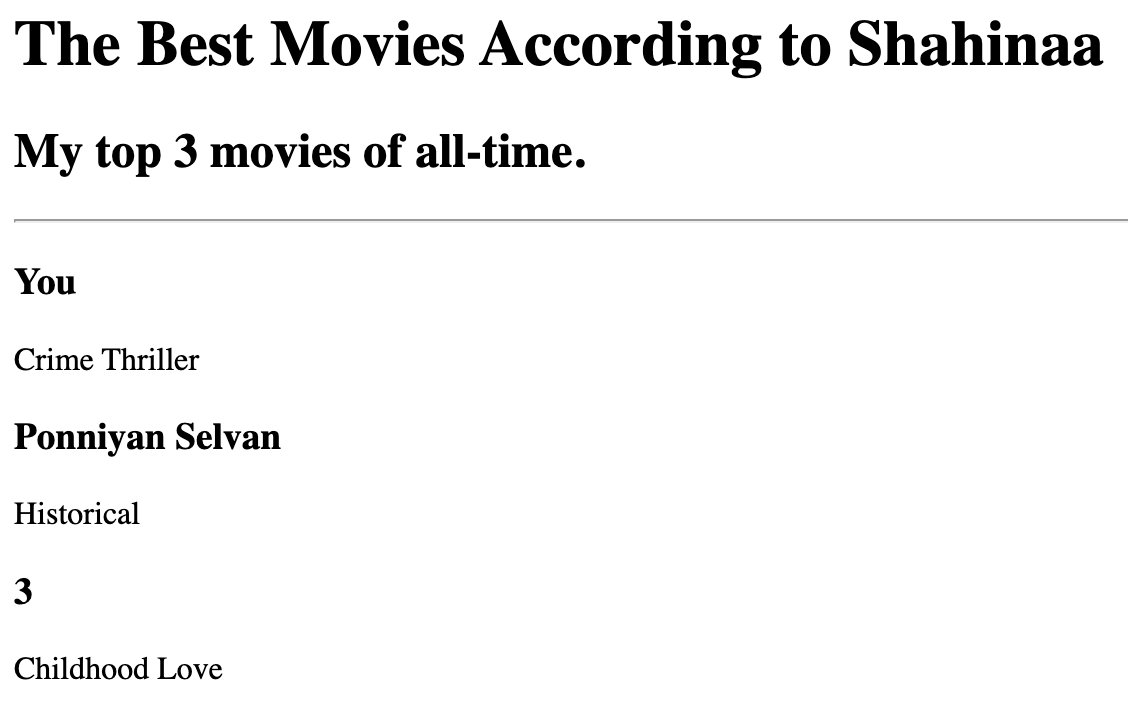 The Best Movies According to Shahinaa
My top 3 movies of all-time.
You
Crime Thriller
Ponniyan Selvan
Historical
3
Childhood Love